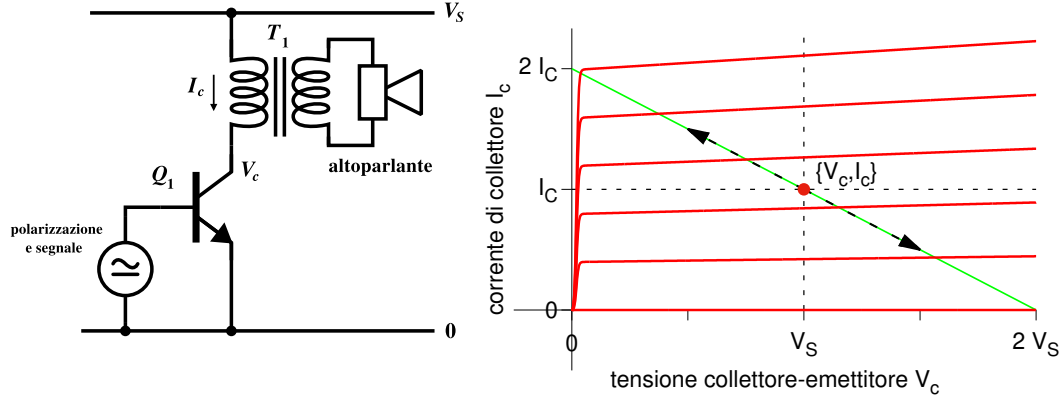 V_S
T_1
I_c
altoparlante
V_c
Q_1
polarizzazione
e segnale
0
corrente di collettore I_c
2 I_C
I_C
0
{V_c,I_c}
0
V_S
2 V_S
tensione collettore-emettitore V_c